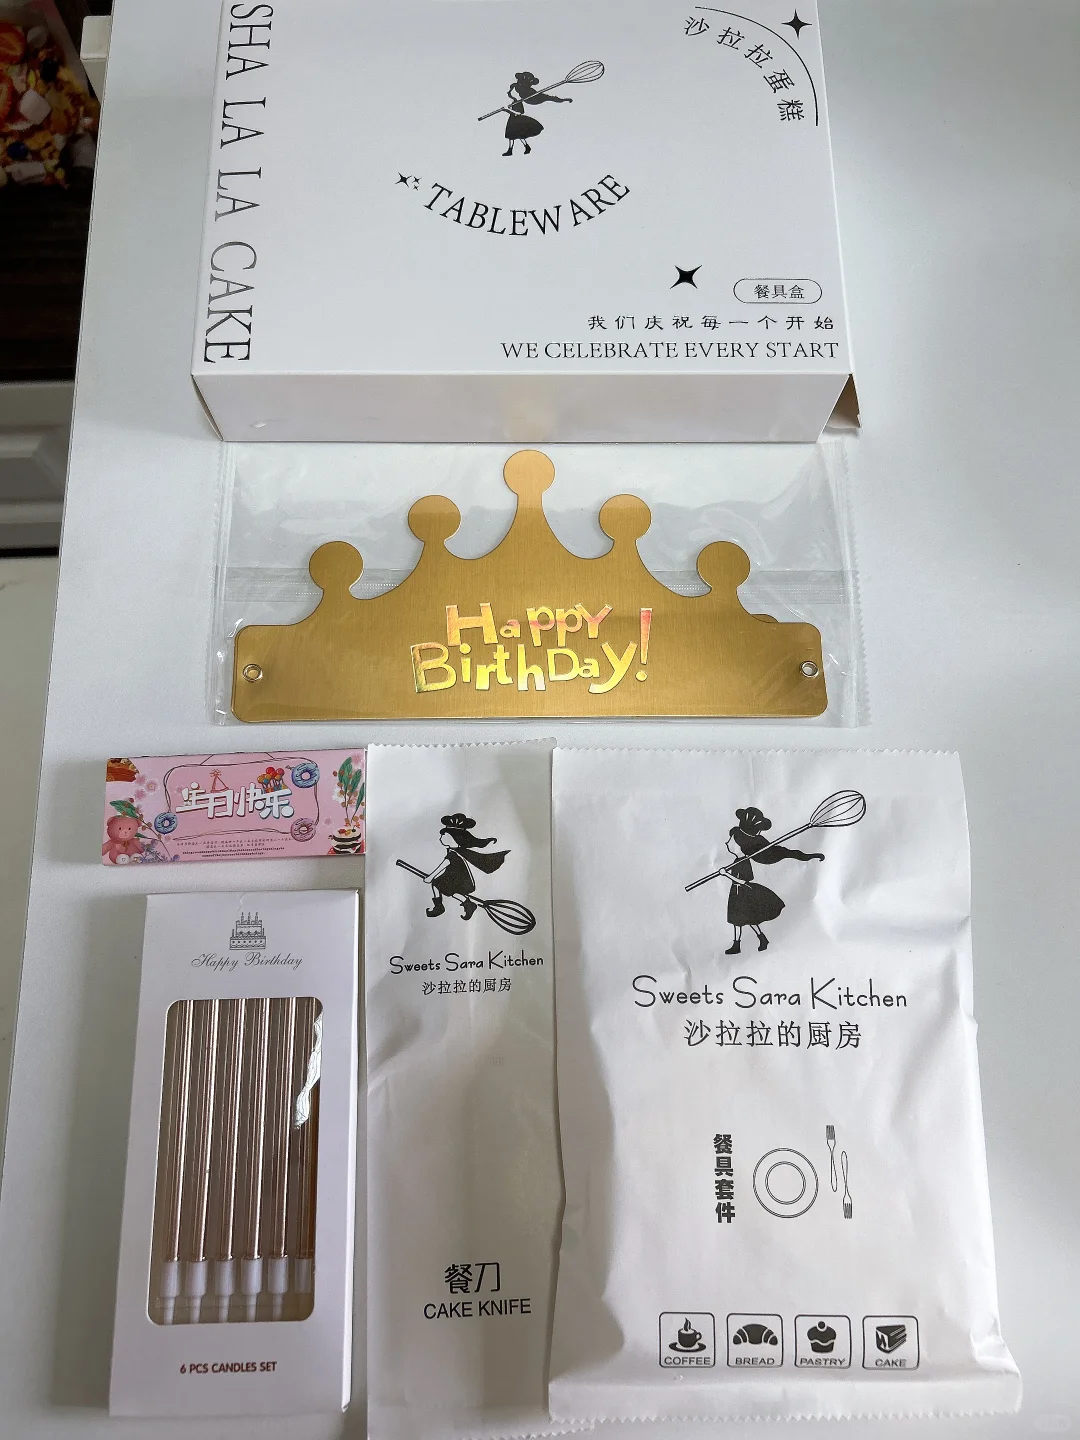 SHA LA LA CAKE
沙拉拉蛋糕
TABLEWARE
餐具盒
我们庆祝每一个开始
WE CELEBRATE EVERY START
Happy
BirthDay!
生日快乐
Happy Birthday
6 PCS CANDLES SET
Sweets Sara Kitchen
沙拉拉的厨房
餐刀
CAKE KNIFE
Sweets Sara Kitchen
沙拉拉的厨房
餐具套件
COFFEE
BREAD
PASTRY
CAKE